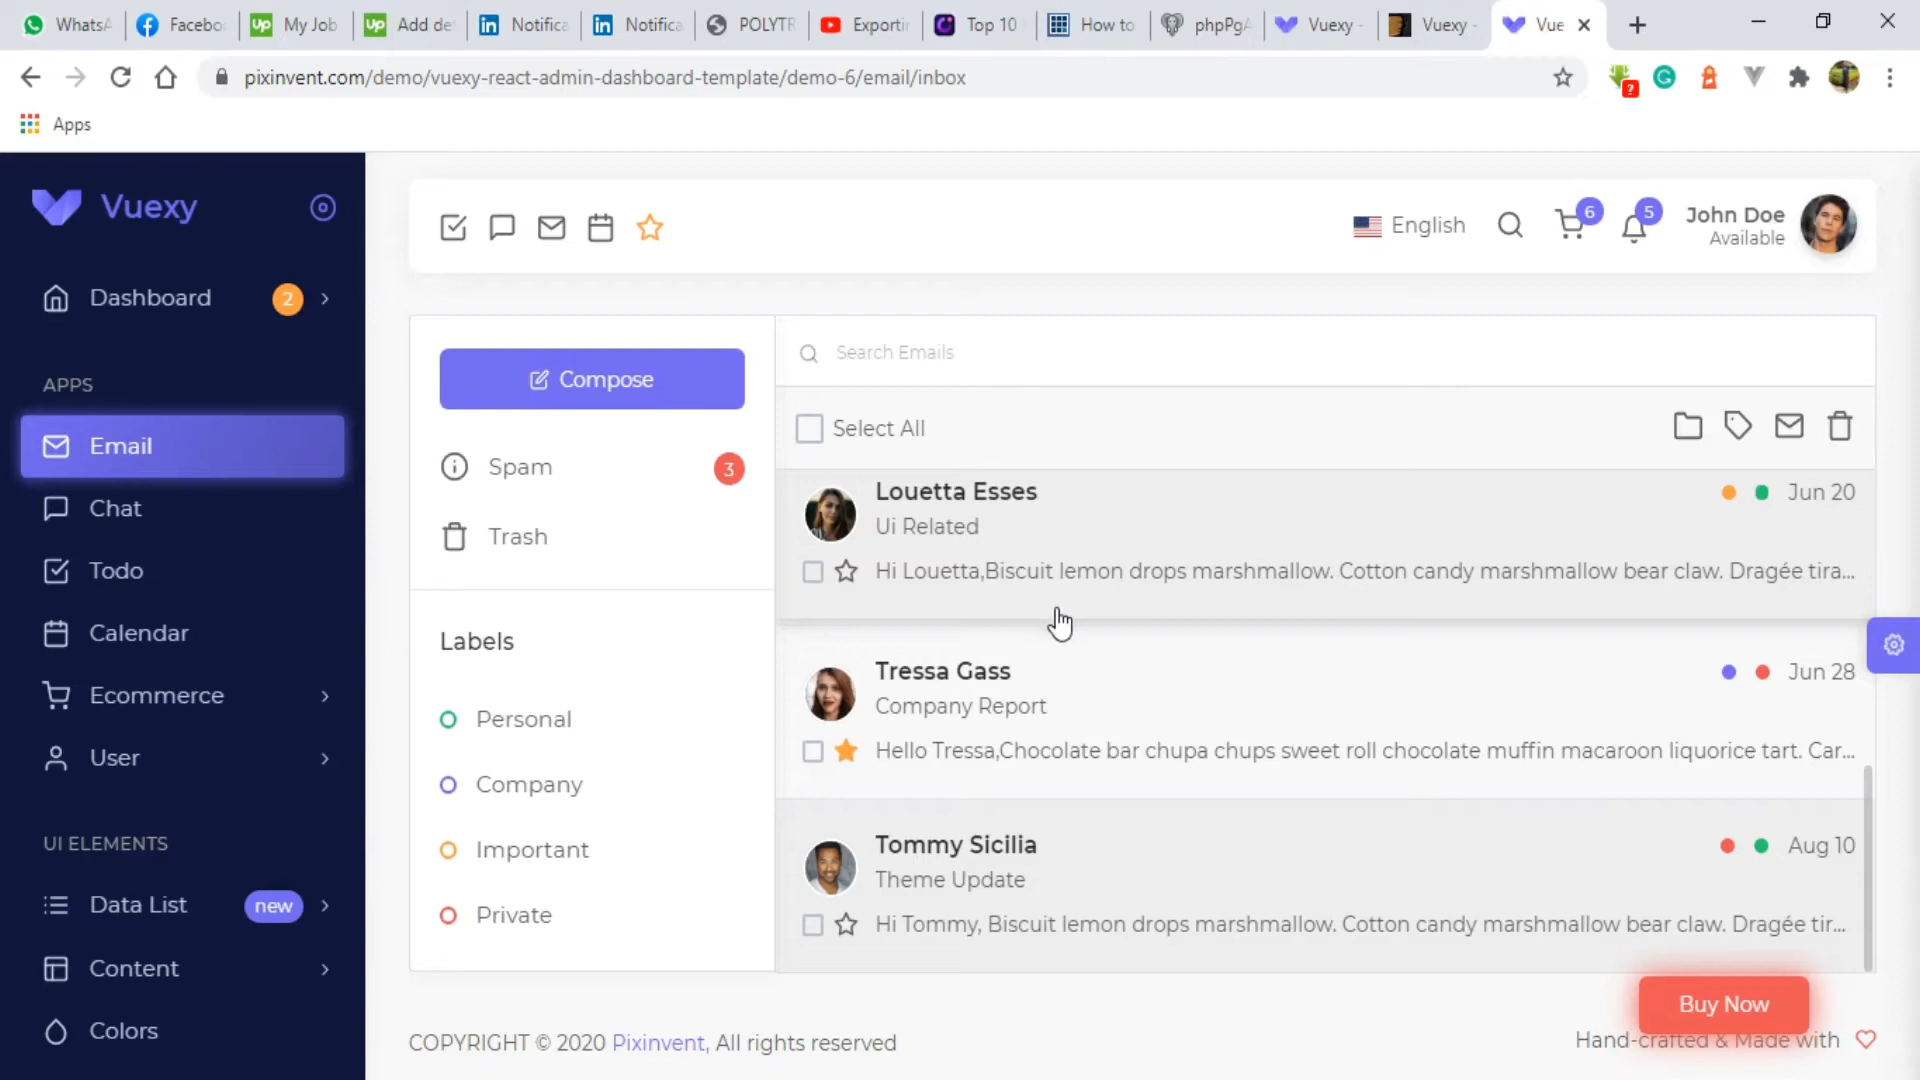 WhatsA
Facebo
Up My Job
Up Add de
in Notifica
in Notifica
POLYTR
Exportin
Top 10
How to
phpPgA
Vuexy -
Vuexy -
Vue
pixinvent.com/demo/vuexy-react-admin-dashboard-template/demo-6/email/inbox
?
Apps
Vuexy
Dashboard 2
APPS
Email
Chat
Todo
Calendar
Ecommerce
User
UI ELEMENTS
Data List new
Content
Colors
English
6
5
John Doe
Available
Compose
Spam 3
Trash
Labels
Personal
Company
Important
Private
Search Emails
Select All
Louetta Esses Jun 20
Ui Related
Hi Louetta,Biscuit lemon drops marshmallow. Cotton candy marshmallow bear claw. Dragée tira...
Tressa Gass Jun 28
Company Report
Hello Tressa,Chocolate bar chupa chups sweet roll chocolate muffin macaroon liquorice tart. Car...
Tommy Sicilia Aug 10
Theme Update
Hi Tommy, Biscuit lemon drops marshmallow. Cotton candy marshmallow bear claw. Dragée tir...
Buy Now
COPYRIGHT © 2020 Pixinvent, All rights reserved
Hand-crafted & Made with